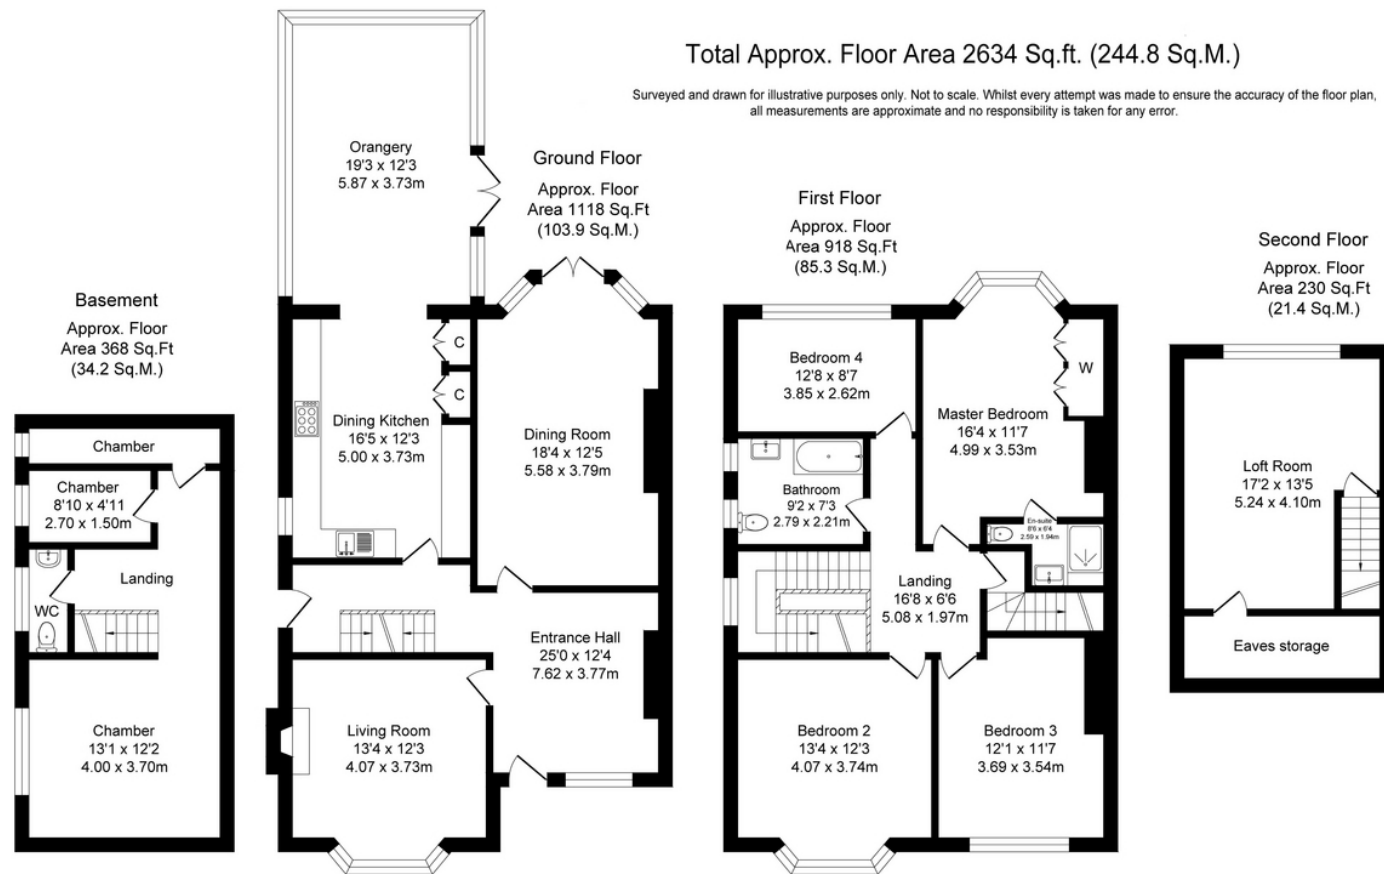 Total Approx. Floor Area 2634 Sq.ft. (244.8 Sq.M.)
Surveyed and drawn for illustrative purposes only. Not to scale. Whilst every attempt was made to ensure the accuracy of the floor plan,
all measurements are approximate and no responsibility is taken for any error.
Basement
Approx. Floor
Area 368 Sq.Ft
(34.2 Sq.M.)
Chamber
Chamber
8'10 x 4'11
2.70 x 1.50m
Landing
WC
Chamber
13'1 x 12'2
4.00 x 3.70m
Ground Floor
Approx. Floor
Area 1118 Sq.Ft
(103.9 Sq.M.)
Orangery
19'3 x 12'3
5.87 x 3.73m
C
C
Dining Kitchen
16'5 x 12'3
5.00 x 3.73m
Dining Room
18'4 x 12'5
5.58 x 3.79m
Entrance Hall
25'0 x 12'4
7.62 x 3.77m
Living Room
13'4 x 12'3
4.07 x 3.73m
First Floor
Approx. Floor
Area 918 Sq.Ft
(85.3 Sq.M.)
Bedroom 4
12'8 x 8'7
3.85 x 2.62m
W
Master Bedroom
16'4 x 11'7
4.99 x 3.53m
Bathroom
9'2 x 7'3
2.79 x 2.21m
En-suite
8'6 x 6'4
2.59 x 1.94m
Landing
16'8 x 6'6
5.08 x 1.97m
Bedroom 2
13'4 x 12'3
4.07 x 3.74m
Bedroom 3
12'1 x 11'7
3.69 x 3.54m
Second Floor
Approx. Floor
Area 230 Sq.Ft
(21.4 Sq.M.)
Loft Room
17'2 x 13'5
5.24 x 4.10m
Eaves storage